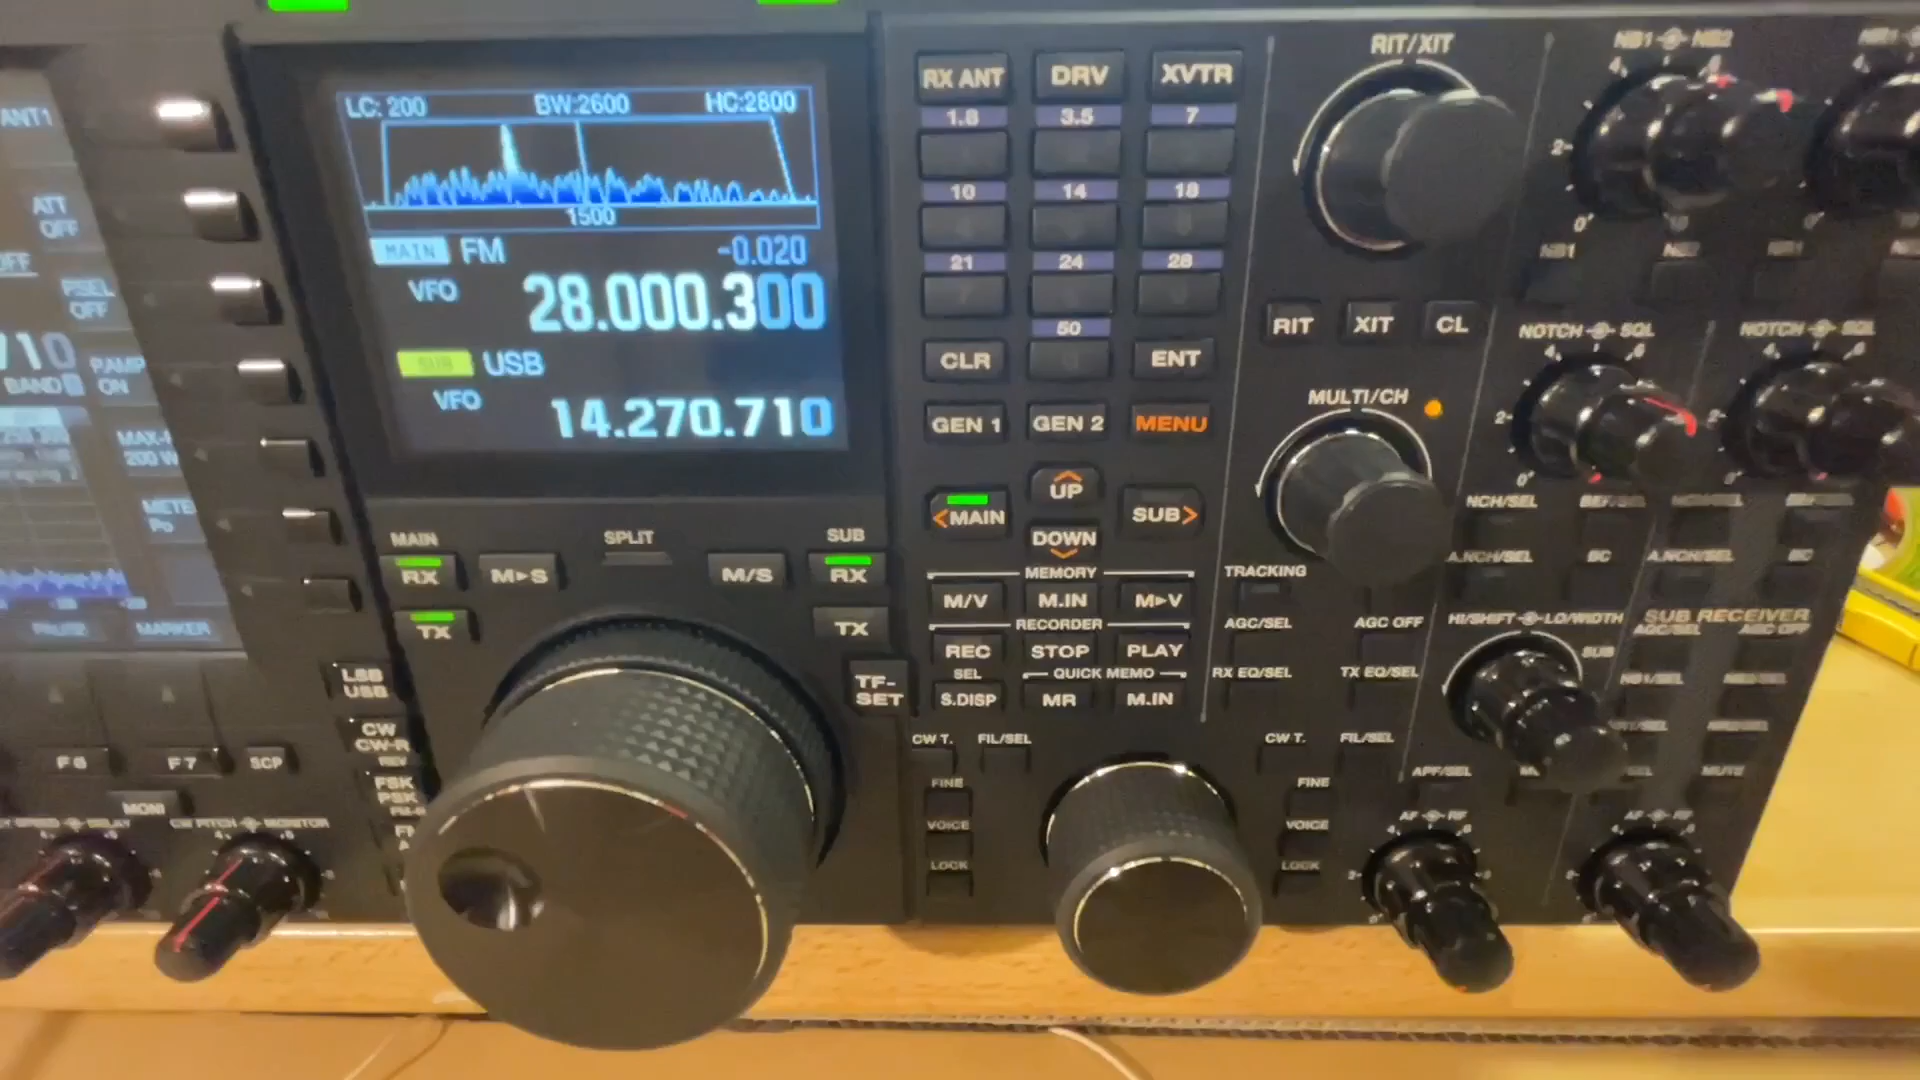 LC: 200 BW:2600 HC:2800
1500
MAIN FM -0.020
VFO 28.000.300
SUB USB
VFO 14.270.710
ANT1
ATT
OFF
OFF
IPSEL
OFF
BAND
ON
200 W
METE
Po
MARKER
RX ANT DRV XVTR
1.8 3.5 7
10 14 18
21 24 28
50
CLR ENT
GEN 1 GEN 2 MENU
<MAIN UP SUB>
DOWN
MEMORY
M/V M.IN M►V
RECORDER
REC STOP PLAY
SEL QUICK MEMO
S.DISP MR M.IN
MAIN SPLIT SUB
RX M►S M/S RX
TX TX
LSB
USB
TF-
SET
CW
CW-R
REV
FSK
PSK
F 6 F 7 SCP
MONI
CW PITCH MONITOR
RIT/XIT
RIT XIT CL
MULTI/CH
TRACKING
AGC/SEL AGC OFF
RX EQ/SEL TX EQ/SEL
CW T. FIL/SEL CW T. FIL/SEL
FINE FINE
VOICE VOICE
LOCK LOCK
NB1 NB2
NB1 NB2 NB1
NOTCH SQL NOTCH SQL
NCH/SEL
A.NCH/SEL BC A.NCH/SEL BC
HI/SHIFT LO/WIDTH
SUB
SUB RECEIVER
AGC/SEL AGC OFF
NB1/SEL
APF/SEL MUTE
AF RF AF RF